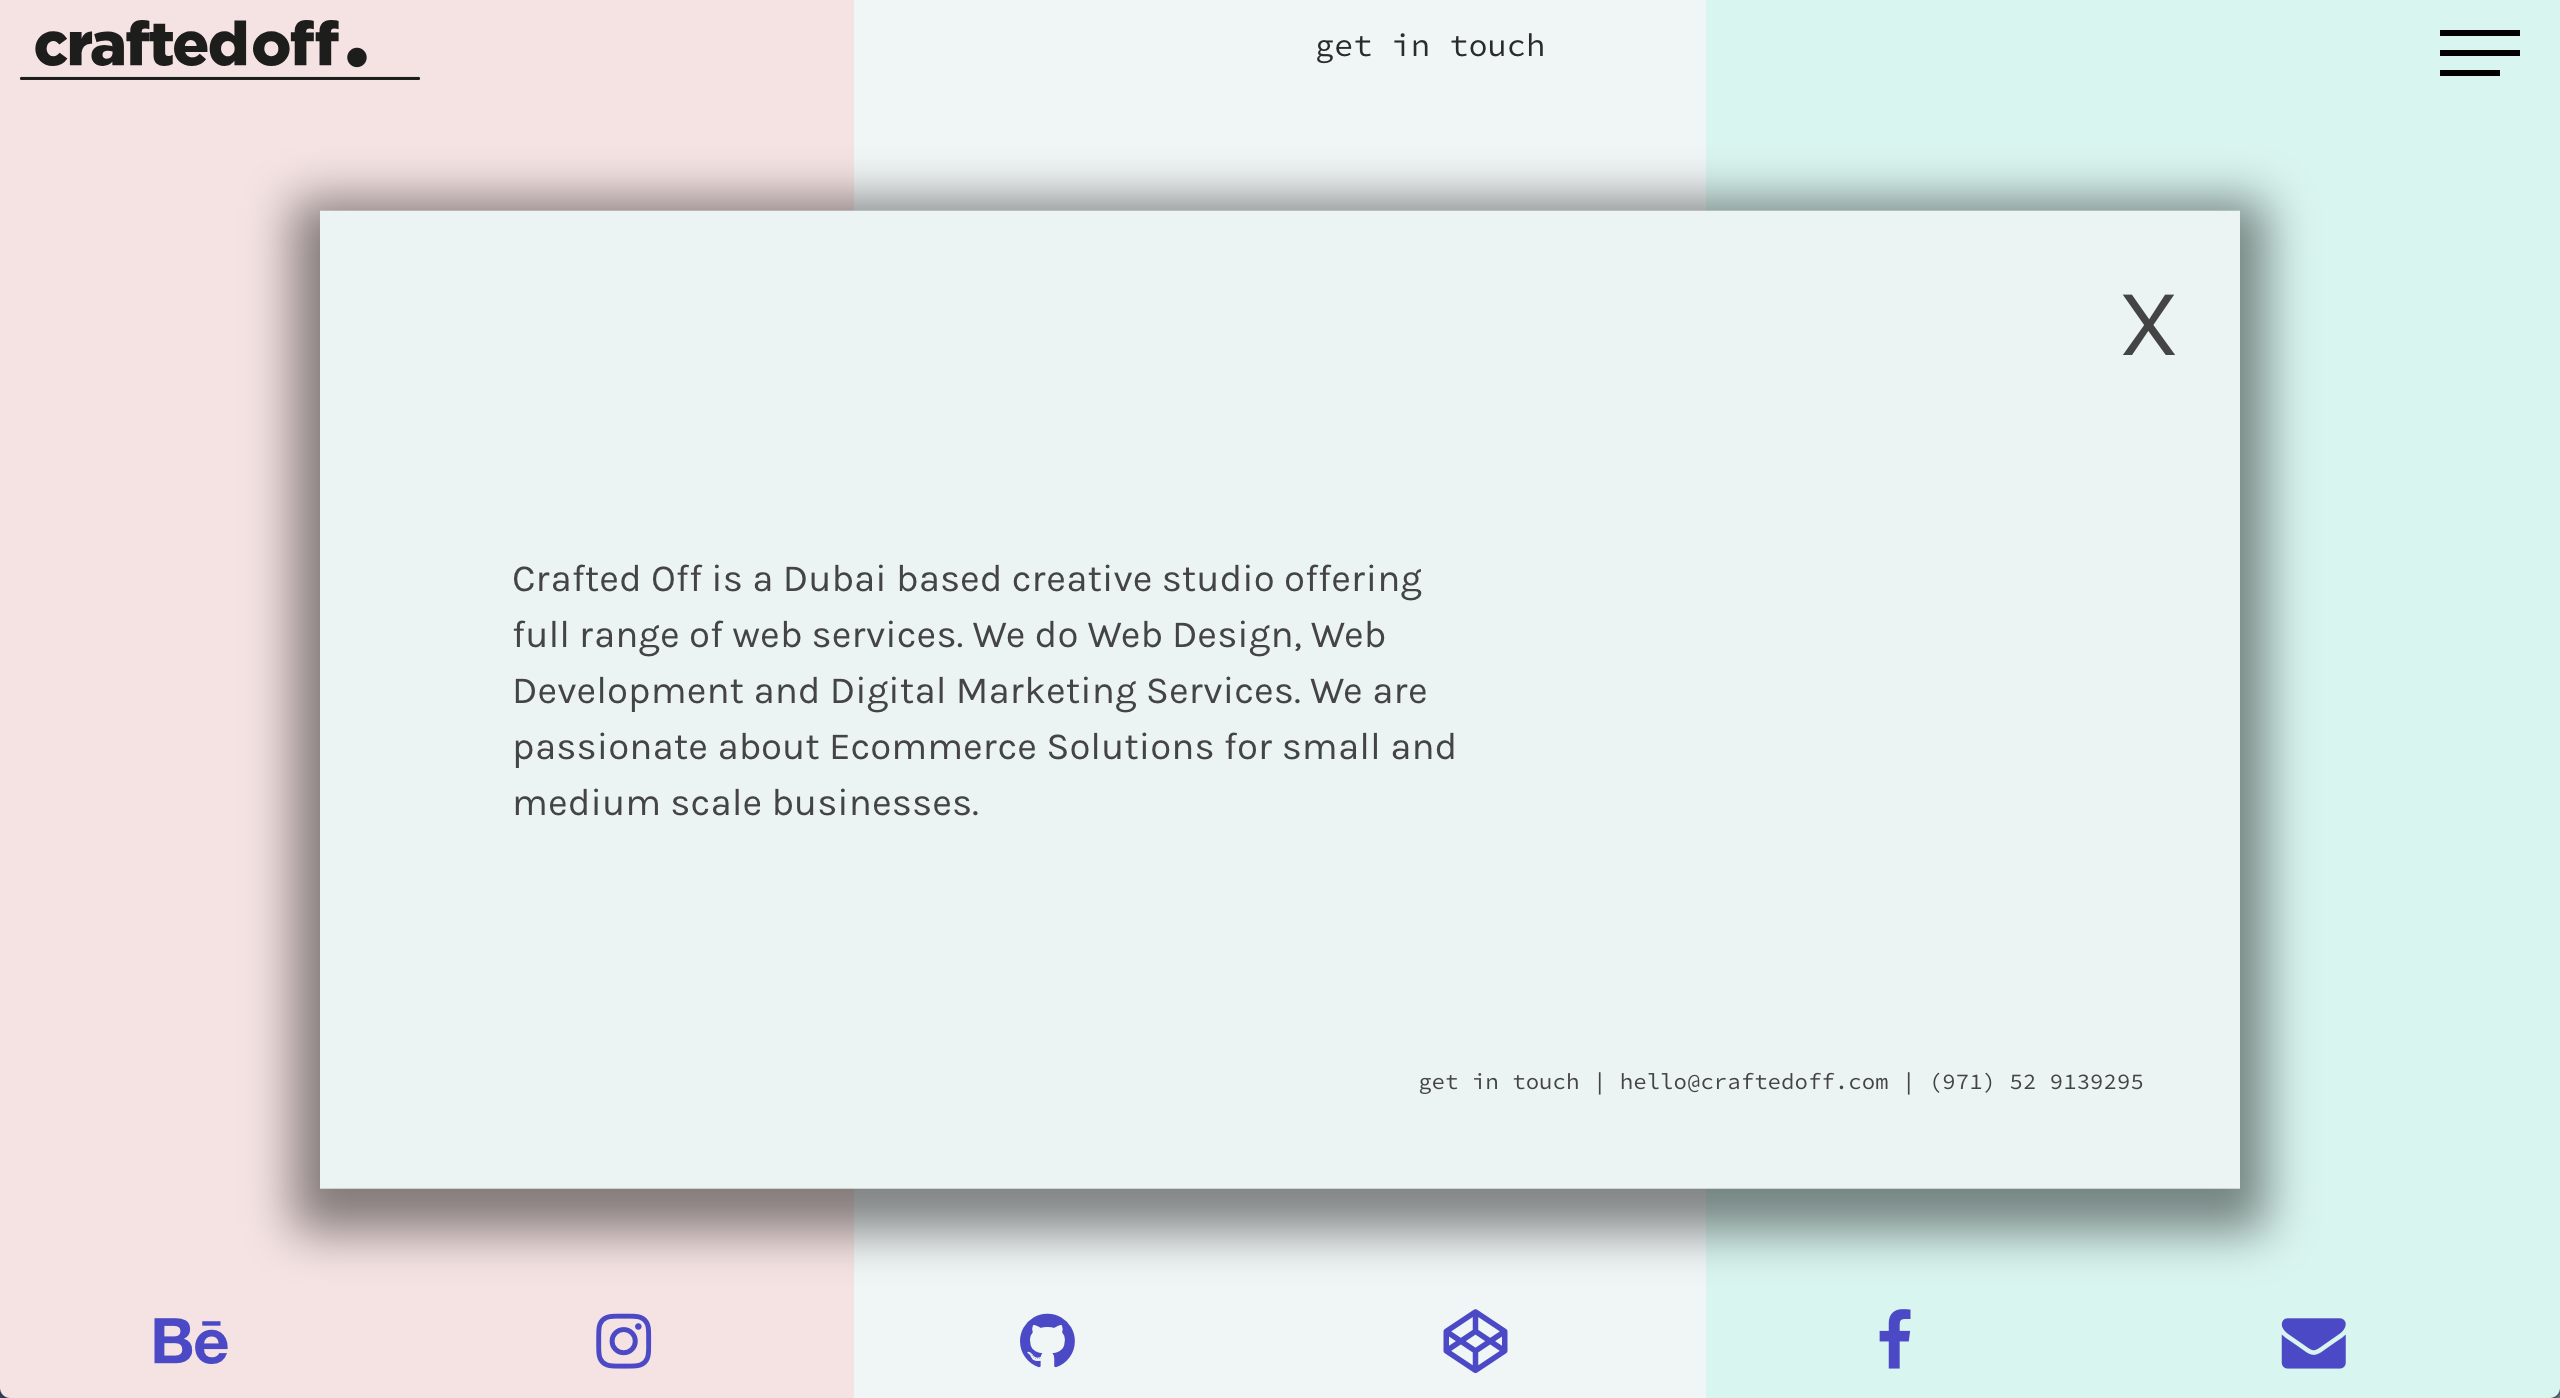 craftedoff.
get in touch
X
Crafted Off is a Dubai based creative studio offering
full range of web services. We do Web Design, Web
Development and Digital Marketing Services. We are
passionate about Ecommerce Solutions for small and
medium scale businesses.
get in touch | hello@craftedoff.com | (971) 52 9139295
Bē